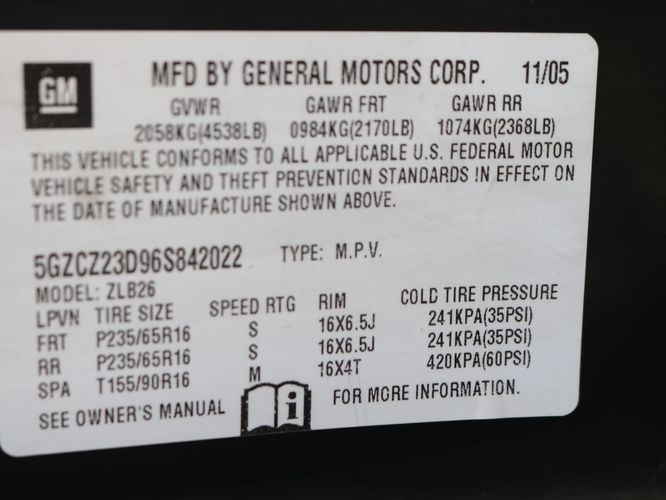 GM MFD BY GENERAL MOTORS CORP. 11/05
GVWR GAWR FRT GAWR RR
2058KG(4538LB) 0984KG(2170LB) 1074KG(2368LB)
THIS VEHICLE CONFORMS TO ALL APPLICABLE U.S. FEDERAL MOTOR
VEHICLE SAFETY AND THEFT PREVENTION STANDARDS IN EFFECT ON
THE DATE OF MANUFACTURE SHOWN ABOVE.
5GZCZ23D96S842022 TYPE: M.P.V.
MODEL: ZLB26
LPVN TIRE SIZE SPEED RTG RIM COLD TIRE PRESSURE
FRT P235/65R16 S 16X6.5J 241KPA(35PSI)
RR P235/65R16 S 16X6.5J 241KPA(35PSI)
SPA T155/90R16 M 16X4T 420KPA(60PSI)
SEE OWNER'S MANUAL i FOR MORE INFORMATION.